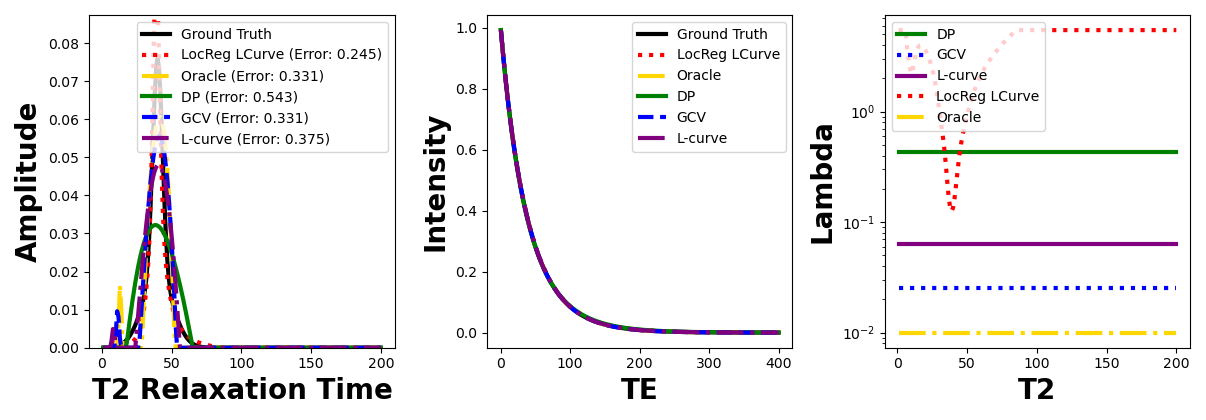 Amplitude
0.08
0.07
0.06
0.05
0.04
0.03
0.02
0.01
0.00
Ground Truth
LocReg LCurve (Error: 0.245)
Oracle (Error: 0.331)
DP (Error: 0.543)
GCV (Error: 0.331)
L-curve (Error: 0.375)
0 50 100 150 200
T2 Relaxation Time
Intensity
1.0
0.8
0.6
0.4
0.2
0.0
Ground Truth
LocReg LCurve
Oracle
DP
GCV
L-curve
0 100 200 300 400
TE
Lambda
10⁰
10⁻¹
10⁻²
DP
GCV
L-curve
LocReg LCurve
Oracle
0 50 100 150 200
T2